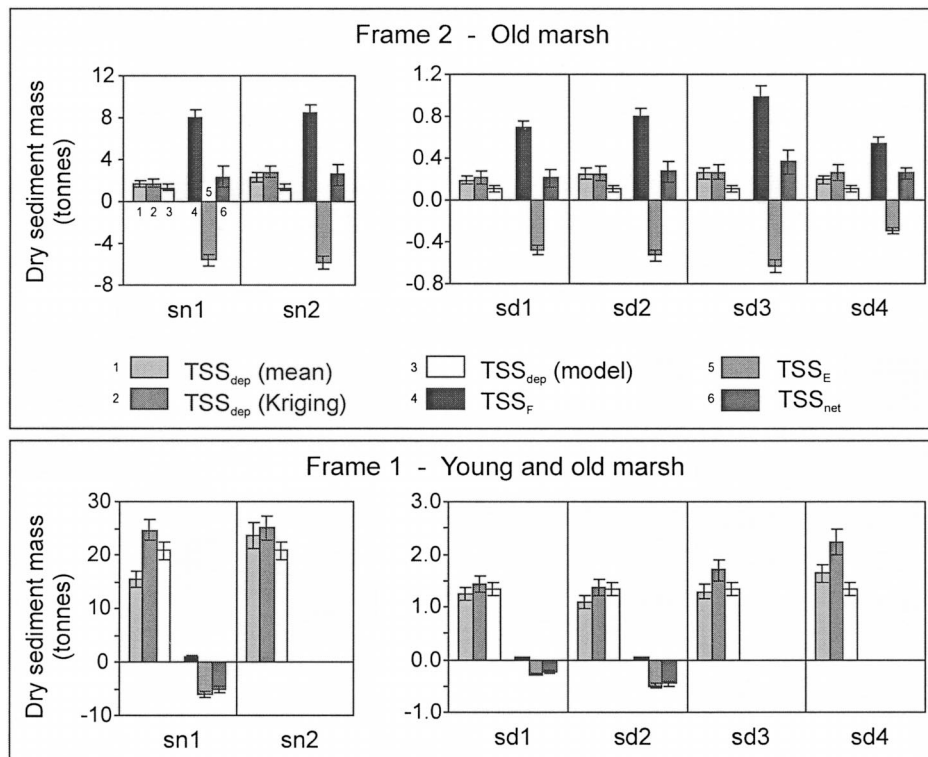 Frame 2 - Old marsh
Dry sediment mass
(tonnes)
12
8
4
0
-4
-8
1 2 3 4 5 6
sn1 sn2
1.2
0.8
0.4
0.0
-0.4
-0.8
sd1 sd2 sd3 sd4
1 TSSdep (mean)
2 TSSdep (Kriging)
3 TSSdep (model)
4 TSSF
5 TSSE
6 TSSnet
Frame 1 - Young and old marsh
Dry sediment mass
(tonnes)
30
20
10
0
-10
sn1 sn2
3.0
2.0
1.0
0.0
-1.0
sd1 sd2 sd3 sd4